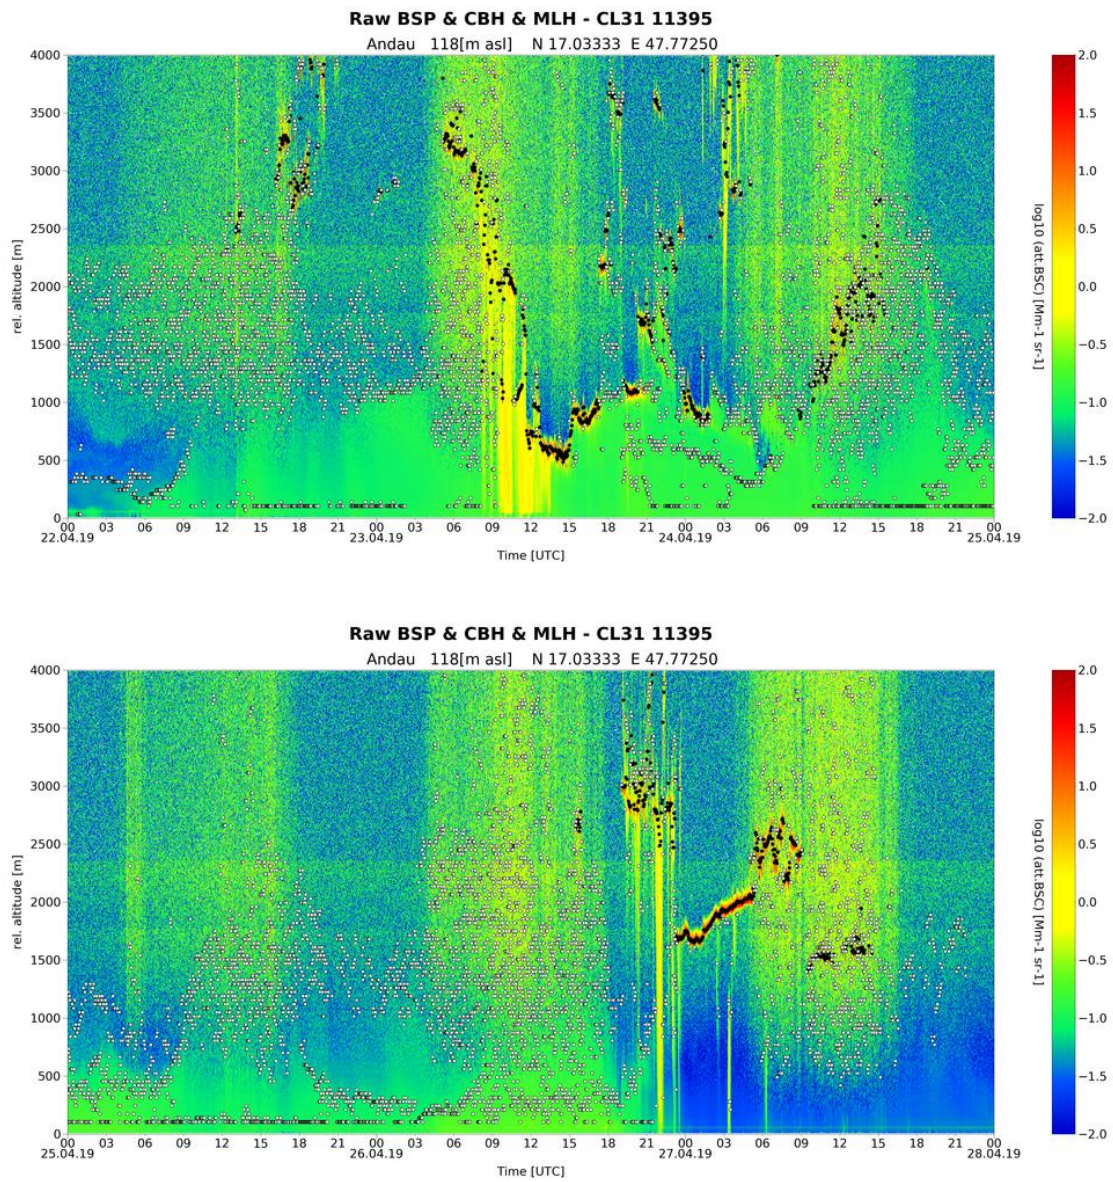 Raw BSP & CBH & MLH - CL31 11395
Andau 118[m asl] N 17.03333 E 47.77250
4000
3500
3000
2500
2000
1500
1000
500
0
rel. altitude [m]
00 03 06 09 12 15 18 21 00 03 06 09 12 15 18 21 00 03 06 09 12 15 18 21 00
22.04.19 23.04.19 24.04.19 25.04.19
Time [UTC]
2.0
1.5
1.0
0.5
0.0
−0.5
−1.0
−1.5
−2.0
log10 (att.BSC) [Mm-1 sr-1]
Raw BSP & CBH & MLH - CL31 11395
Andau 118[m asl] N 17.03333 E 47.77250
4000
3500
3000
2500
2000
1500
1000
500
0
rel. altitude [m]
00 03 06 09 12 15 18 21 00 03 06 09 12 15 18 21 00 03 06 09 12 15 18 21 00
25.04.19 26.04.19 27.04.19 28.04.19
Time [UTC]
2.0
1.5
1.0
0.5
0.0
−0.5
−1.0
−1.5
−2.0
log10 (att.BSC) [Mm-1 sr-1]